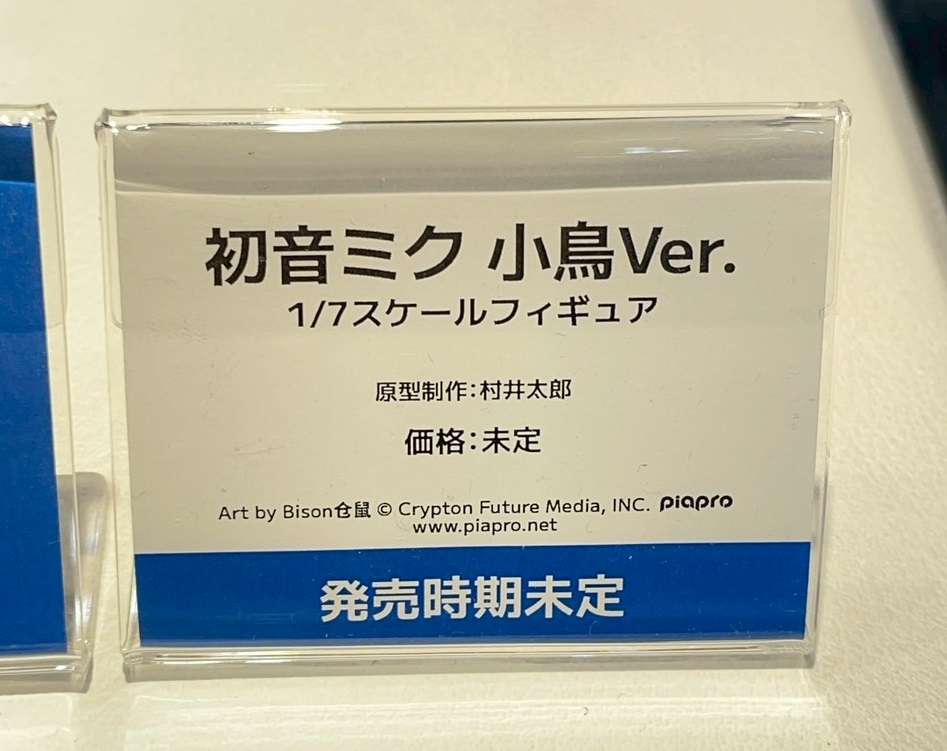 初音ミク 小鳥Ver.
1/7スケールフィギュア
原型制作：村井太郎
価格：未定
Art by Bison仓鼠 © Crypton Future Media, INC. piapro
www.piapro.net
発売時期未定